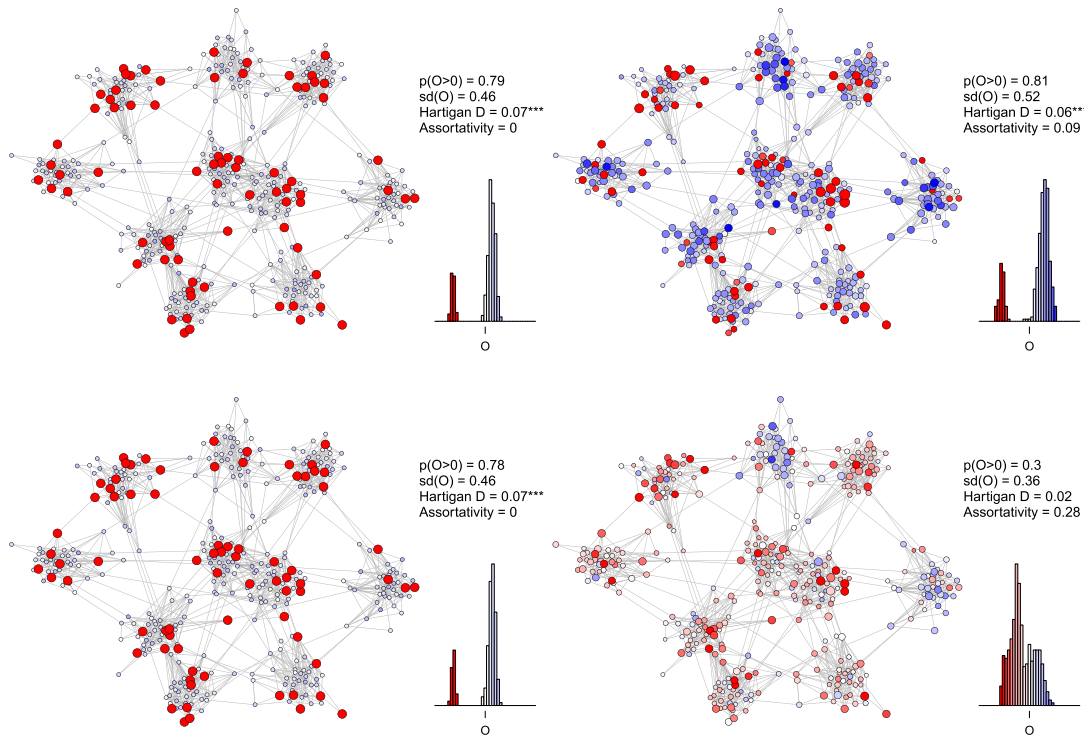 p(O>0) = 0.79
sd(O) = 0.46
Hartigan D = 0.07***
Assortativity = 0
O
p(O>0) = 0.81
sd(O) = 0.52
Hartigan D = 0.06**
Assortativity = 0.09
O
p(O>0) = 0.78
sd(O) = 0.46
Hartigan D = 0.07***
Assortativity = 0
O
p(O>0) = 0.3
sd(O) = 0.36
Hartigan D = 0.02
Assortativity = 0.28
O